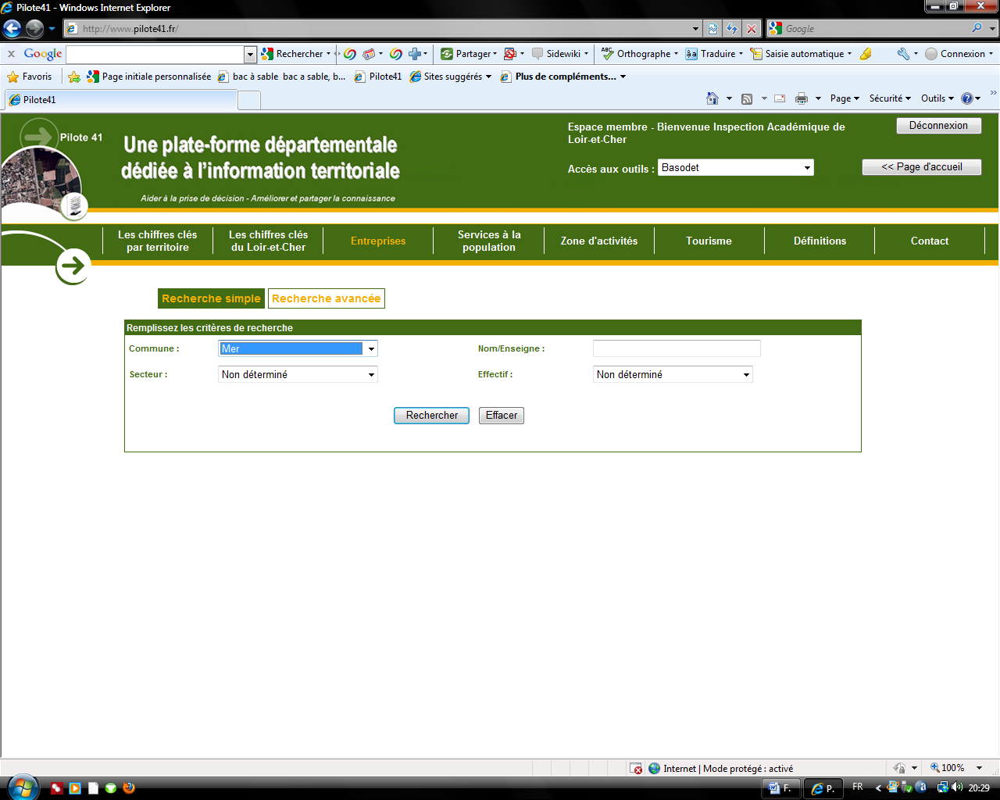 Pilote41 - Windows Internet Explorer
http://www.pilote41.fr/
Google
x Google
Rechercher
Partager
Sidewiki
ABC Orthographe
Traduire
Saisie automatique
Connexion
Favoris
Page initiale personnalisée
bac à sable bac a sable, b...
Pilote41
Sites suggérés
Plus de compléments...
Pilote41
Page
Sécurité
Outils
Pilote 41
Une plate-forme départementale
dédiée à l'information territoriale
Aider à la prise de décision - Améliorer et partager la connaissance
Espace membre - Bienvenue Inspection Académique de
Loir-et-Cher
Déconnexion
Accès aux outils :
Basodet
<< Page d'accueil
Les chiffres clés
par territoire
Les chiffres clés
du Loir-et-Cher
Entreprises
Services à la
population
Zone d'activités
Tourisme
Définitions
Contact
Recherche simple
Recherche avancée
Remplissez les critères de recherche
Commune :
Mer
Nom/Enseigne :
Secteur :
Non déterminé
Effectif :
Non déterminé
Rechercher
Effacer
Internet | Mode protégé : activé
100%
F.
P.
FR
20:29